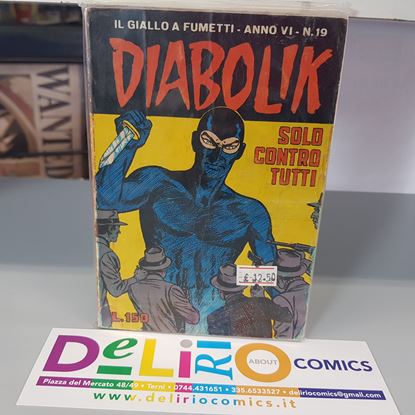 IL GIALLO A FUMETTI - ANNO VI - N.19
DIABOLIK
SOLO
CONTRO
TUTTI
WANTED
€ 12.50
L.150
DeLiRiO ABOUT COMICS
Piazza del Mercato 48/49 • Terni • 0744.431651 • 335.6533527 • deliriocomics@gmail.com
www.deliriocomics.it